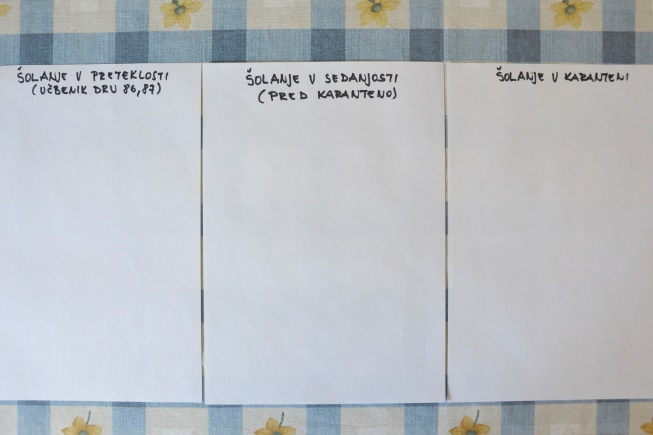 ŠOLANJE V PRETEKLOSTI
(UČBENIK DRU 86,87)
ŠOLANJE V SEDANJOSTI
(PRED KARANTENO)
ŠOLANJE V KARANTENI